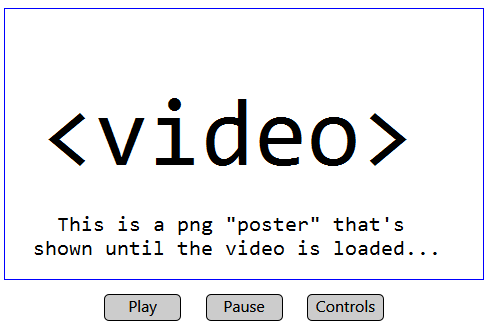 <video>
This is a png "poster" that's
shown until the video is loaded...
Play Pause Controls